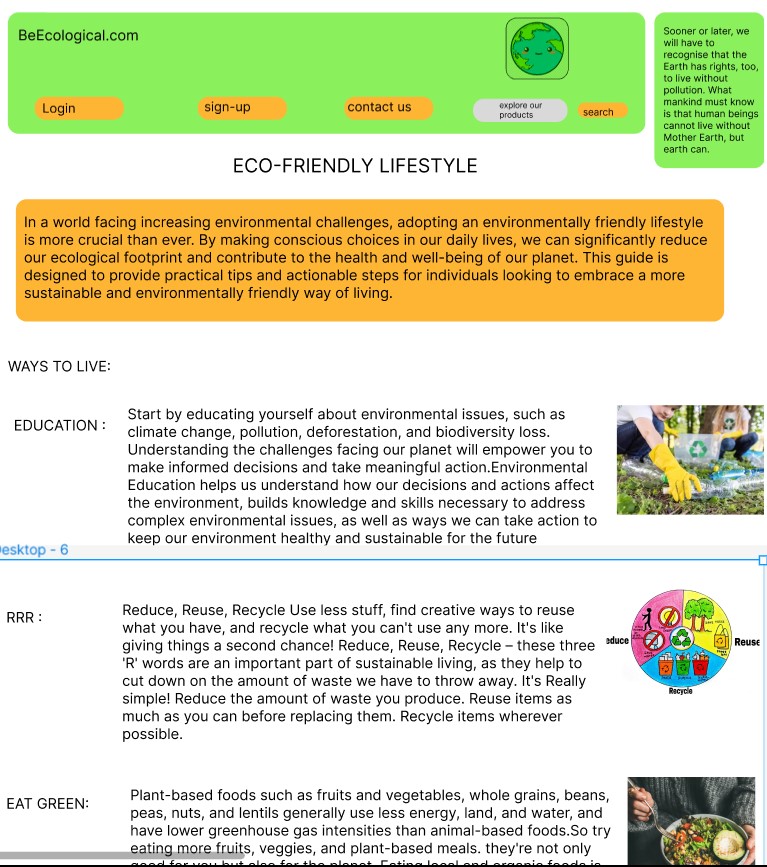 BeEcological.com
Login
sign-up
contact us
explore our
products
search
Sooner or later, we
will have to
recognise that the
Earth has rights, too,
to live without
pollution. What
mankind must know
is that human beings
cannot live without
Mother Earth, but
earth can.
ECO-FRIENDLY LIFESTYLE
In a world facing increasing environmental challenges, adopting an environmentally friendly lifestyle
is more crucial than ever. By making conscious choices in our daily lives, we can significantly reduce
our ecological footprint and contribute to the health and well-being of our planet. This guide is
designed to provide practical tips and actionable steps for individuals looking to embrace a more
sustainable and environmentally friendly way of living.
WAYS TO LIVE:
EDUCATION :
Start by educating yourself about environmental issues, such as
climate change, pollution, deforestation, and biodiversity loss.
Understanding the challenges facing our planet will empower you to
make informed decisions and take meaningful action.Environmental
Education helps us understand how our decisions and actions affect
the environment, builds knowledge and skills necessary to address
complex environmental issues, as well as ways we can take action to
keep our environment healthy and sustainable for the future
esktop - 6
RRR :
Reduce, Reuse, Recycle Use less stuff, find creative ways to reuse
what you have, and recycle what you can't use any more. It's like
giving things a second chance! Reduce, Reuse, Recycle – these three
'R' words are an important part of sustainable living, as they help to
cut down on the amount of waste we have to throw away. It's Really
simple! Reduce the amount of waste you produce. Reuse items as
much as you can before replacing them. Recycle items wherever
possible.
educe
Reuse
Recycle
EAT GREEN:
Plant-based foods such as fruits and vegetables, whole grains, beans,
peas, nuts, and lentils generally use less energy, land, and water, and
have lower greenhouse gas intensities than animal-based foods.So try
eating more fruits, veggies, and plant-based meals. they're not only
good for you but also for the planet. Eating local and organic foods is